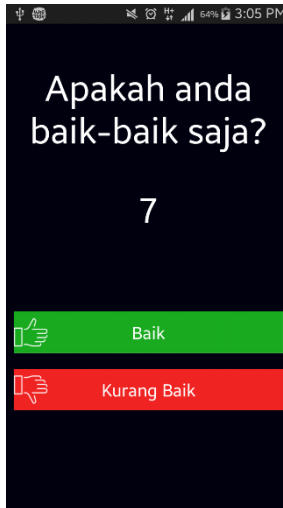 H+ 64% 3:05 PM
Apakah anda
baik-baik saja?
7
Baik
Kurang Baik